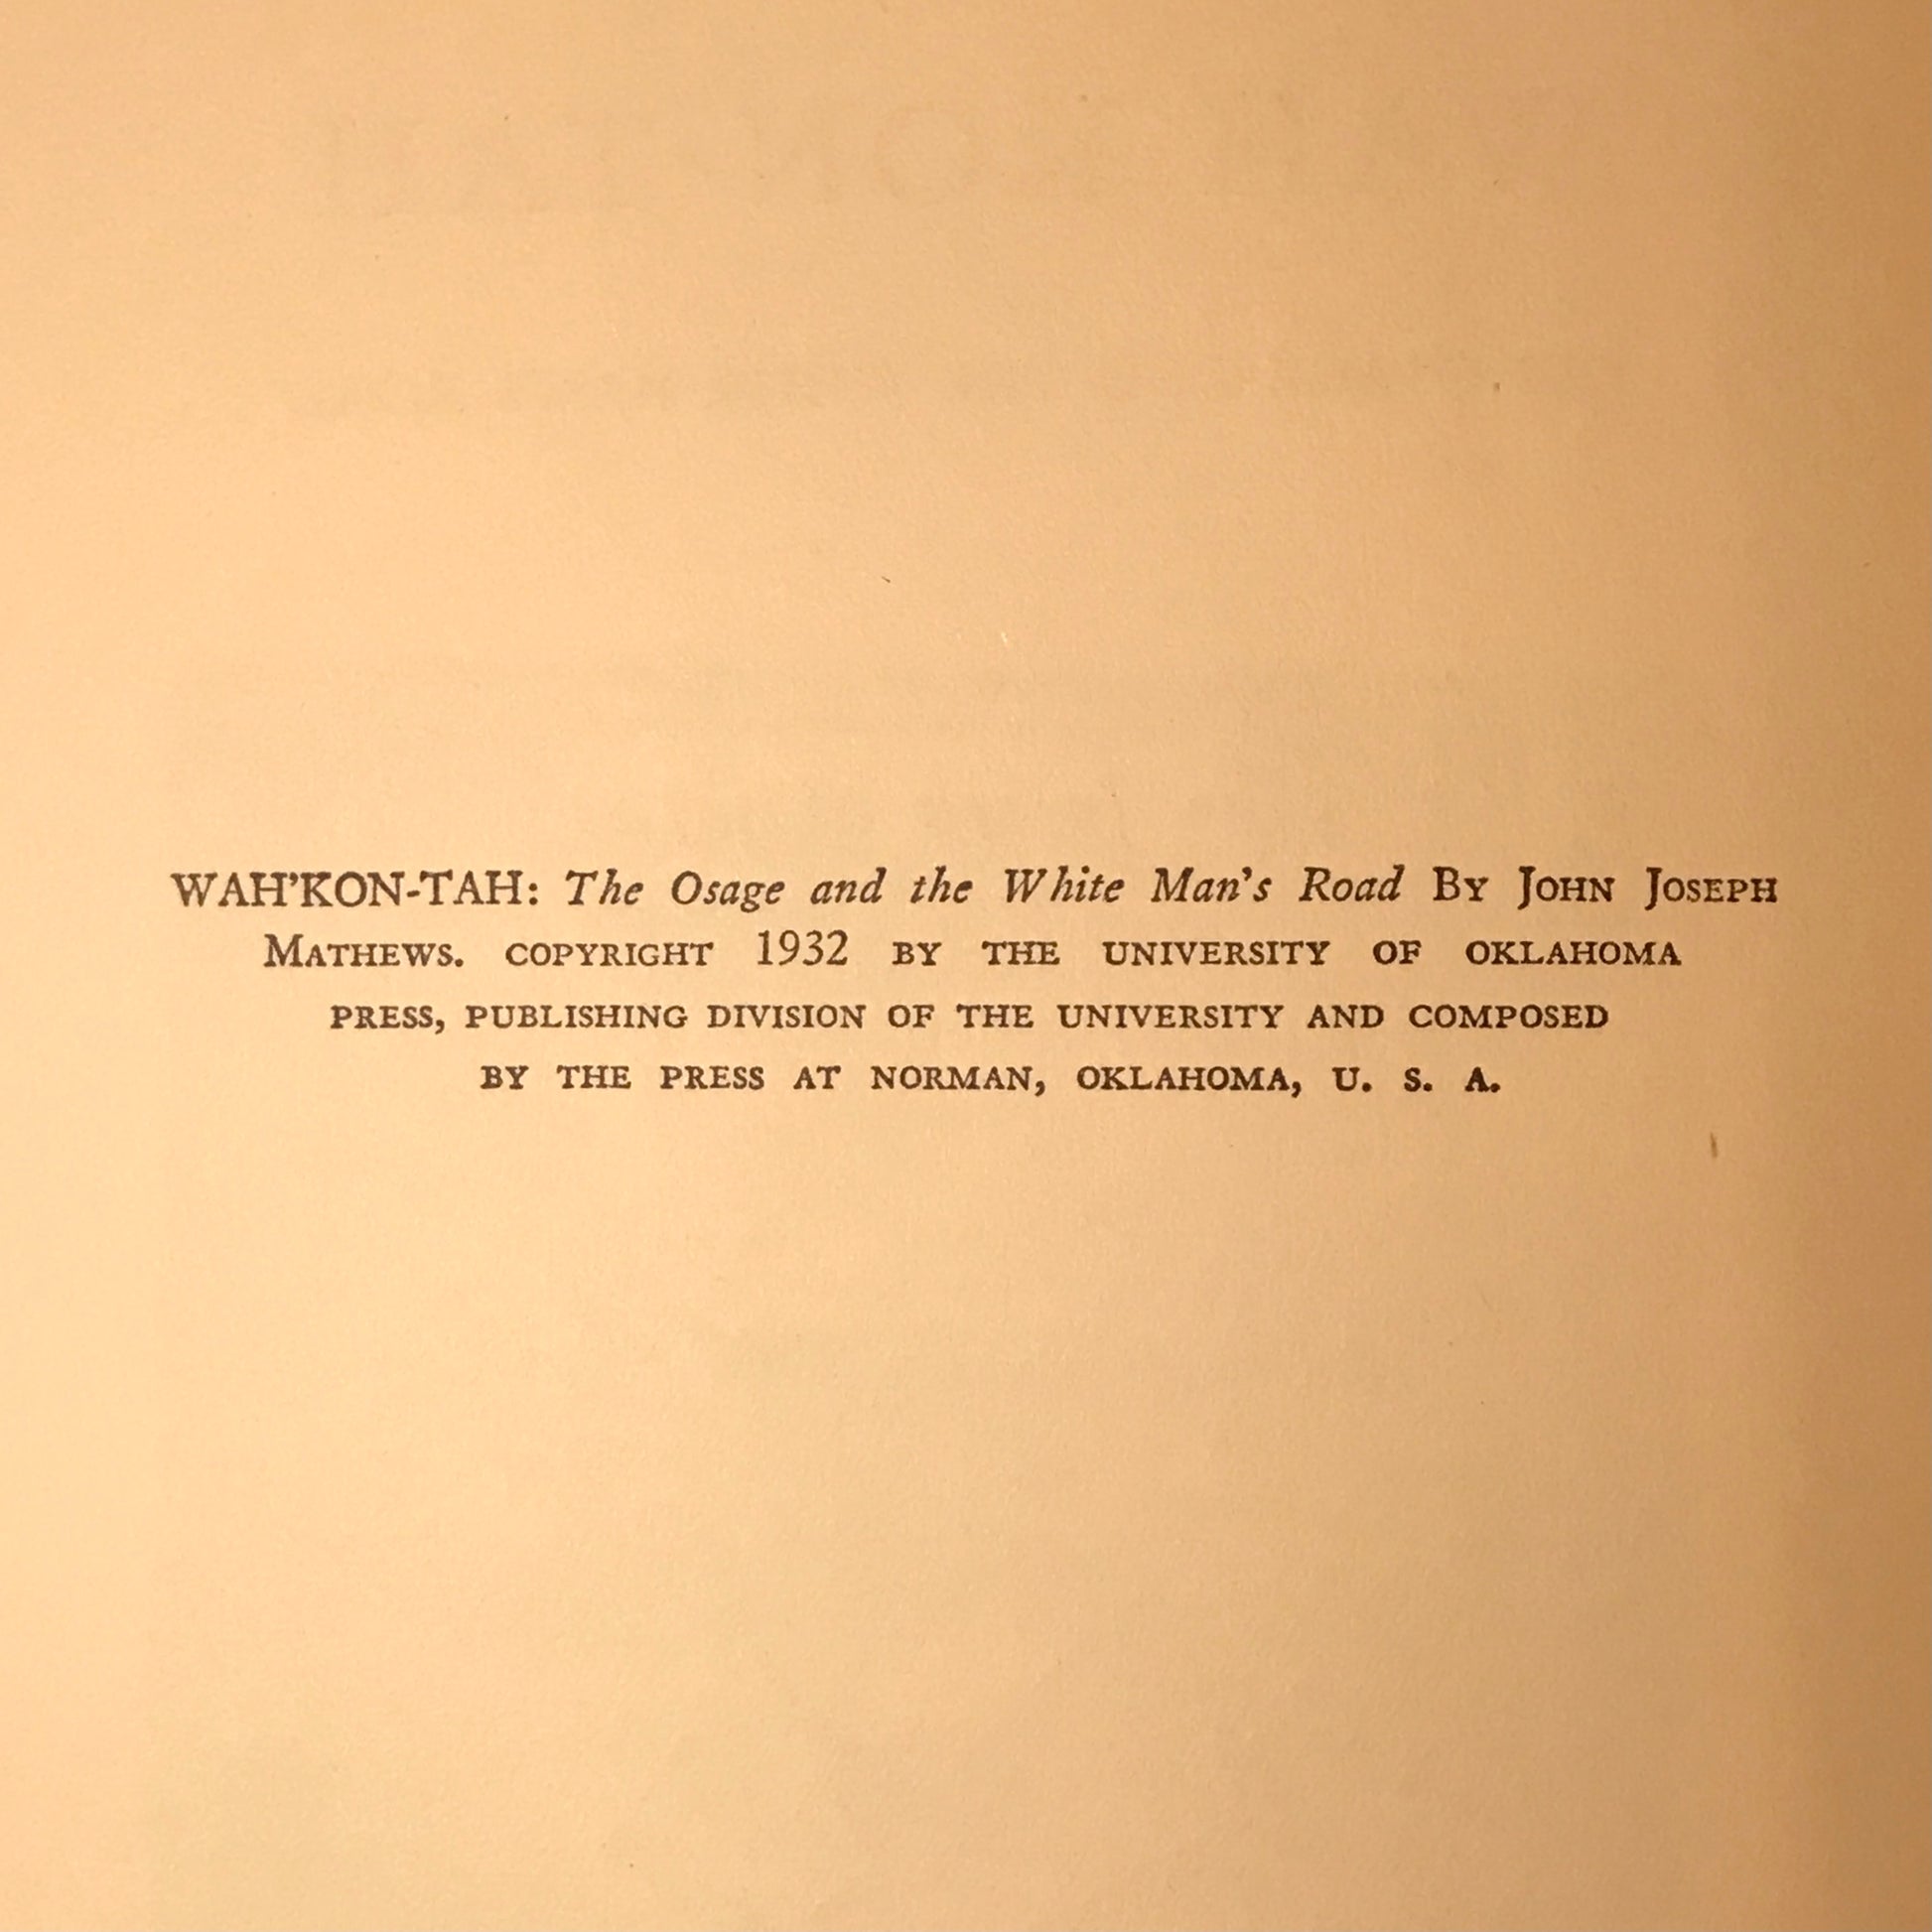 WAH'KON-TAH: The Osage and the White Man's Road By John Joseph
Mathews. COPYRIGHT 1932 BY THE UNIVERSITY OF OKLAHOMA
PRESS, PUBLISHING DIVISION OF THE UNIVERSITY AND COMPOSED
BY THE PRESS AT NORMAN, OKLAHOMA, U. S. A.